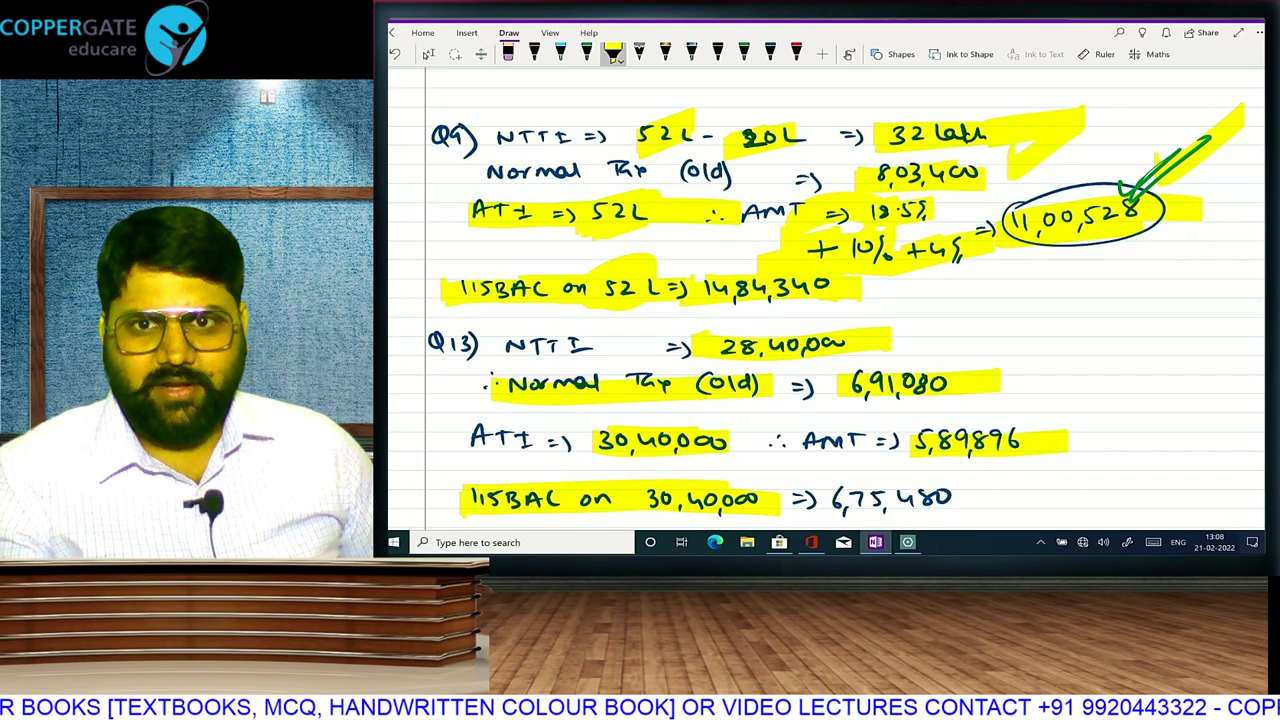 COPPERGATE
educare
Home Insert Draw View Help
Share
Shapes Ink to Shape Ink to Text Ruler Maths
Q9) NTTI => 52L - 20L => 32 lakh
Normal Tax (Old) => 8,03,400
ATI => 52L ∴ AMT => 18.5%
+ 10% + 4% => 11,00,528
115BAC on 52L => 14,84,340
Q13) NTTI => 28,40,000
∴ Normal Tax (Old) => 6,91,080
ATI => 30,40,000 ∴ AMT => 5,89,896
115BAC on 30,40,000 => 6,75,480
Type here to search
ENG
13:08
21-02-2022
R BOOKS [TEXTBOOKS, MCQ, HANDWRITTEN COLOUR BOOK] OR VIDEO LECTURES CONTACT +91 9920443322 - COP